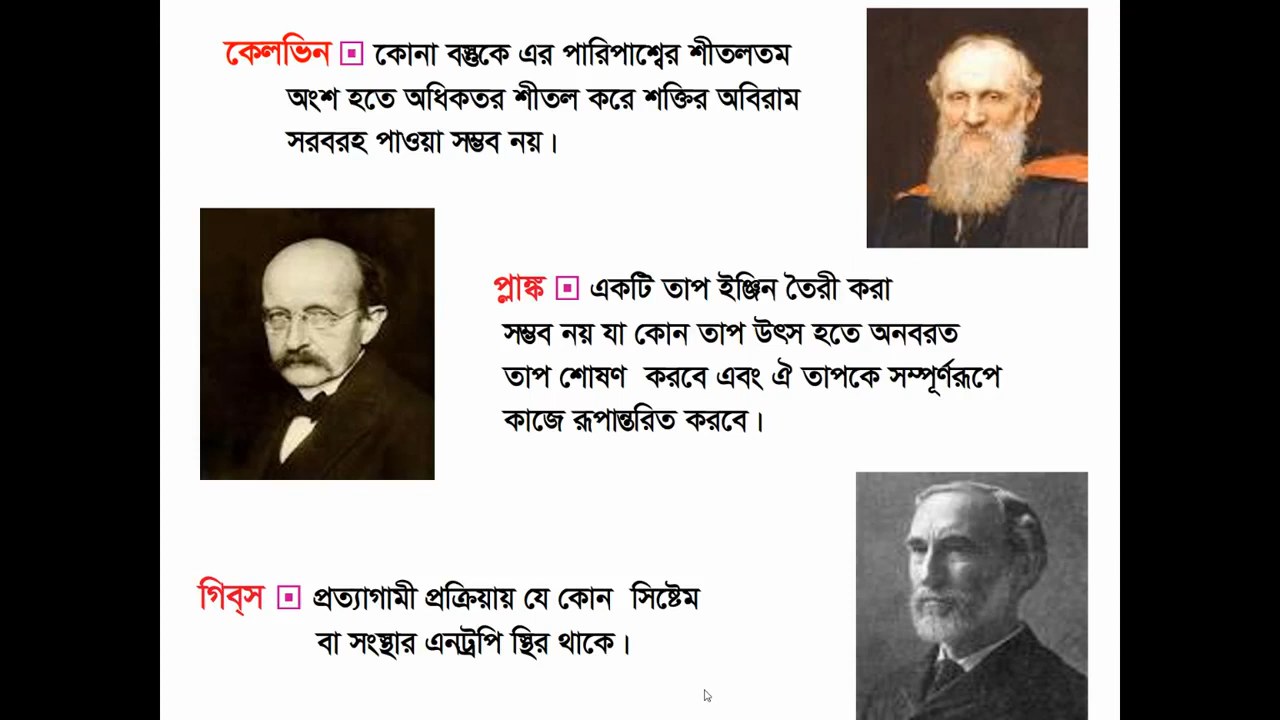 কেলভিন কোনা বস্তুকে এর পারিপাশ্বের শীতলতম
অংশ হতে অধিকতর শীতল করে শক্তির অবিরাম
সরবরহ পাওয়া সম্ভব নয়।
প্লাঙ্ক একটি তাপ ইঞ্জিন তৈরী করা
সম্ভব নয় যা কোন তাপ উৎস হতে অনবরত
তাপ শোষণ করবে এবং ঐ তাপকে সম্পূর্ণরূপে
কাজে রূপান্তরিত করবে।
গিব্‌স প্রত্যাগামী প্রক্রিয়ায় যে কোন সিষ্টেম
বা সংস্থার এনট্রপি স্থির থাকে।